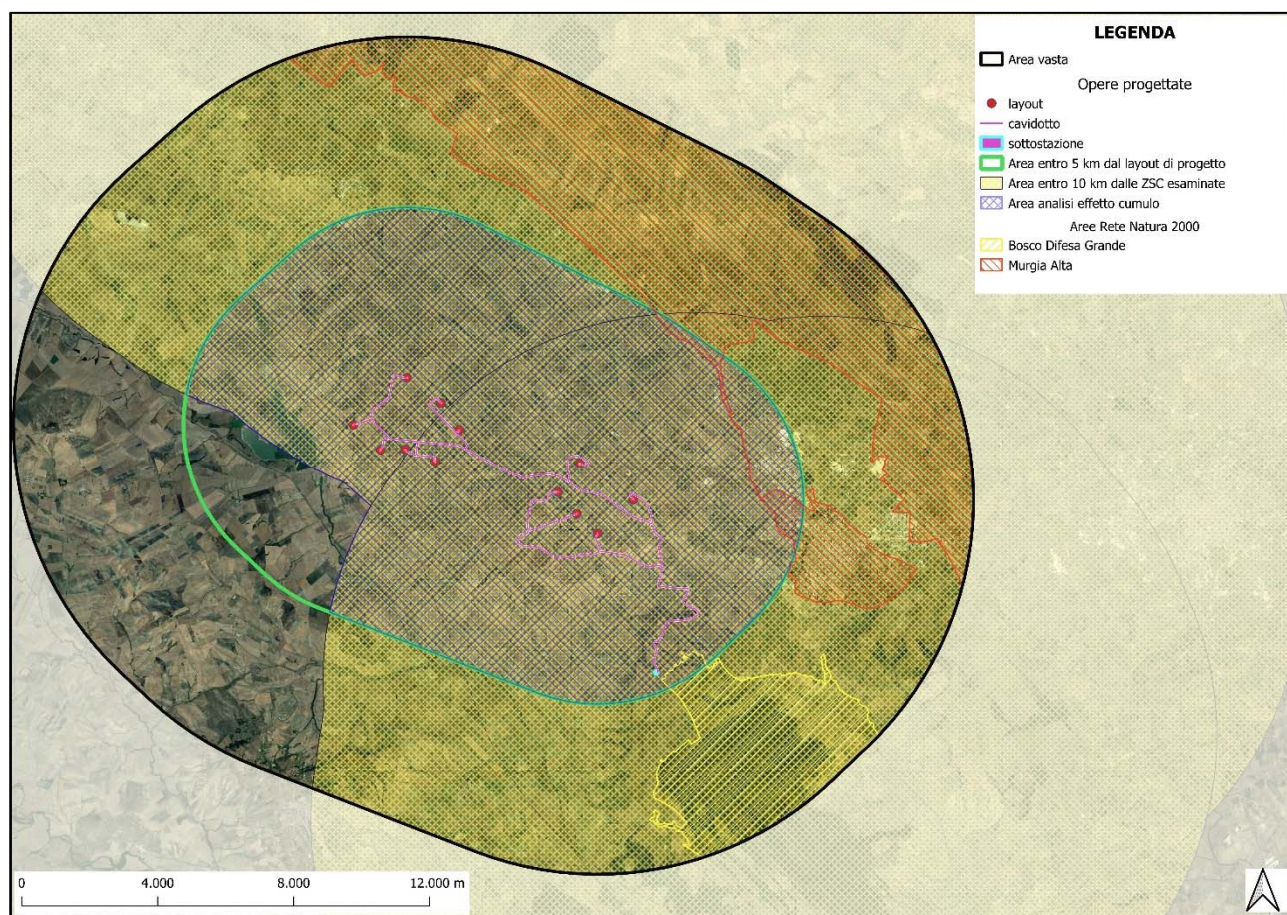 LEGENDA
Area vasta
Opere progettate
layout
cavidotto
sottostazione
Area entro 5 km dal layout di progetto
Area entro 10 km dalle ZSC esaminate
Area analisi effetto cumulo
Aree Rete Natura 2000
Bosco Difesa Grande
Murgia Alta
0 4.000 8.000 12.000 m